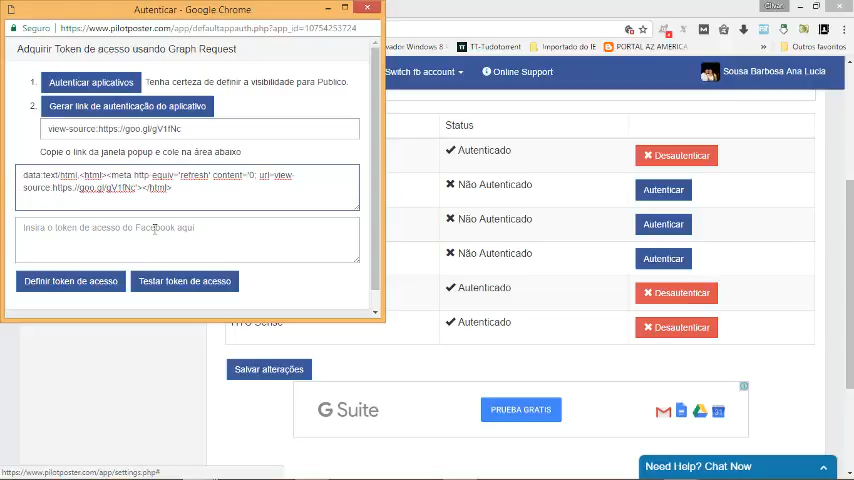 Autenticar - Google Chrome
Gilvan
Seguro https://www.pilotposter.com/app/defaultappauth.php?app_id=10754253724
Adquirir Token de acesso usando Graph Request
vador Windows 8
TT-Tudotorrent
Importado do IE
PORTAL AZ AMERICA
»
Outros favoritos
1. Autenticar aplicativos Tenha certeza de definir a visibilidade para Publico.
Switch fb account
Online Support
Sousa Barbosa Ana Lucia
2. Gerar link de autenticação do aplicativo
view-source:https://goo.gl/gV1fNc
Status
Copie o link da janela popup e cole na área abaixo
Autenticado
Desautenticar
data:text/html,<html><meta http-equiv='refresh' content='0; url=view-
source:https://goo.gl/gV1fNc'></html>
Não Autenticado
Autenticar
Insira o token de acesso do Facebook aqui
Não Autenticado
Autenticar
Não Autenticado
Autenticar
Definir token de acesso
Testar token de acesso
Autenticado
Desautenticar
HTC Sense
Autenticado
Desautenticar
Salvar alterações
G Suite
PRUEBA GRATIS
31
https://www.pilotposter.com/app/settings.php#
Need Help? Chat Now